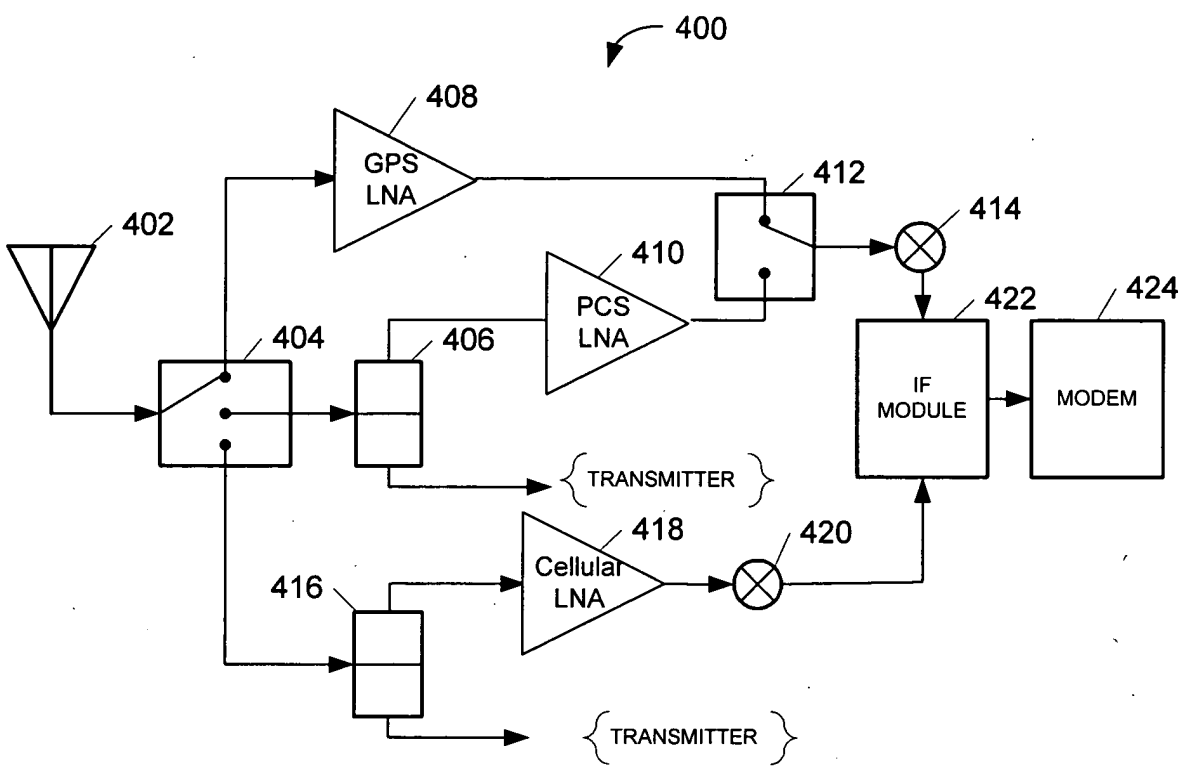 400
408
GPS
LNA
412
414
402
410
PCS
LNA
422
424
404
406
IF
MODULE
MODEM
{ TRANSMITTER }
418
420
Cellular
LNA
416
{ TRANSMITTER }